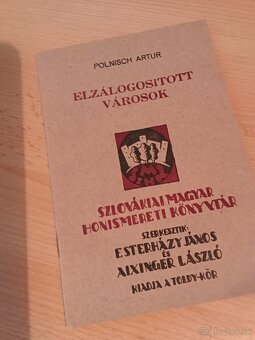 POLNISCH ARTUR
ELZÁLOGOSITOTT
VÁROSOK
SZLOVÁKIAI MAGYAR
HONISMERETI KÖNYVTÁR
SZERKESZTIK:
ESTERHÁZY JÁNOS
ÉS
AIXINGER LÁSZLÓ
KIADJA A TOLDY-KÖR